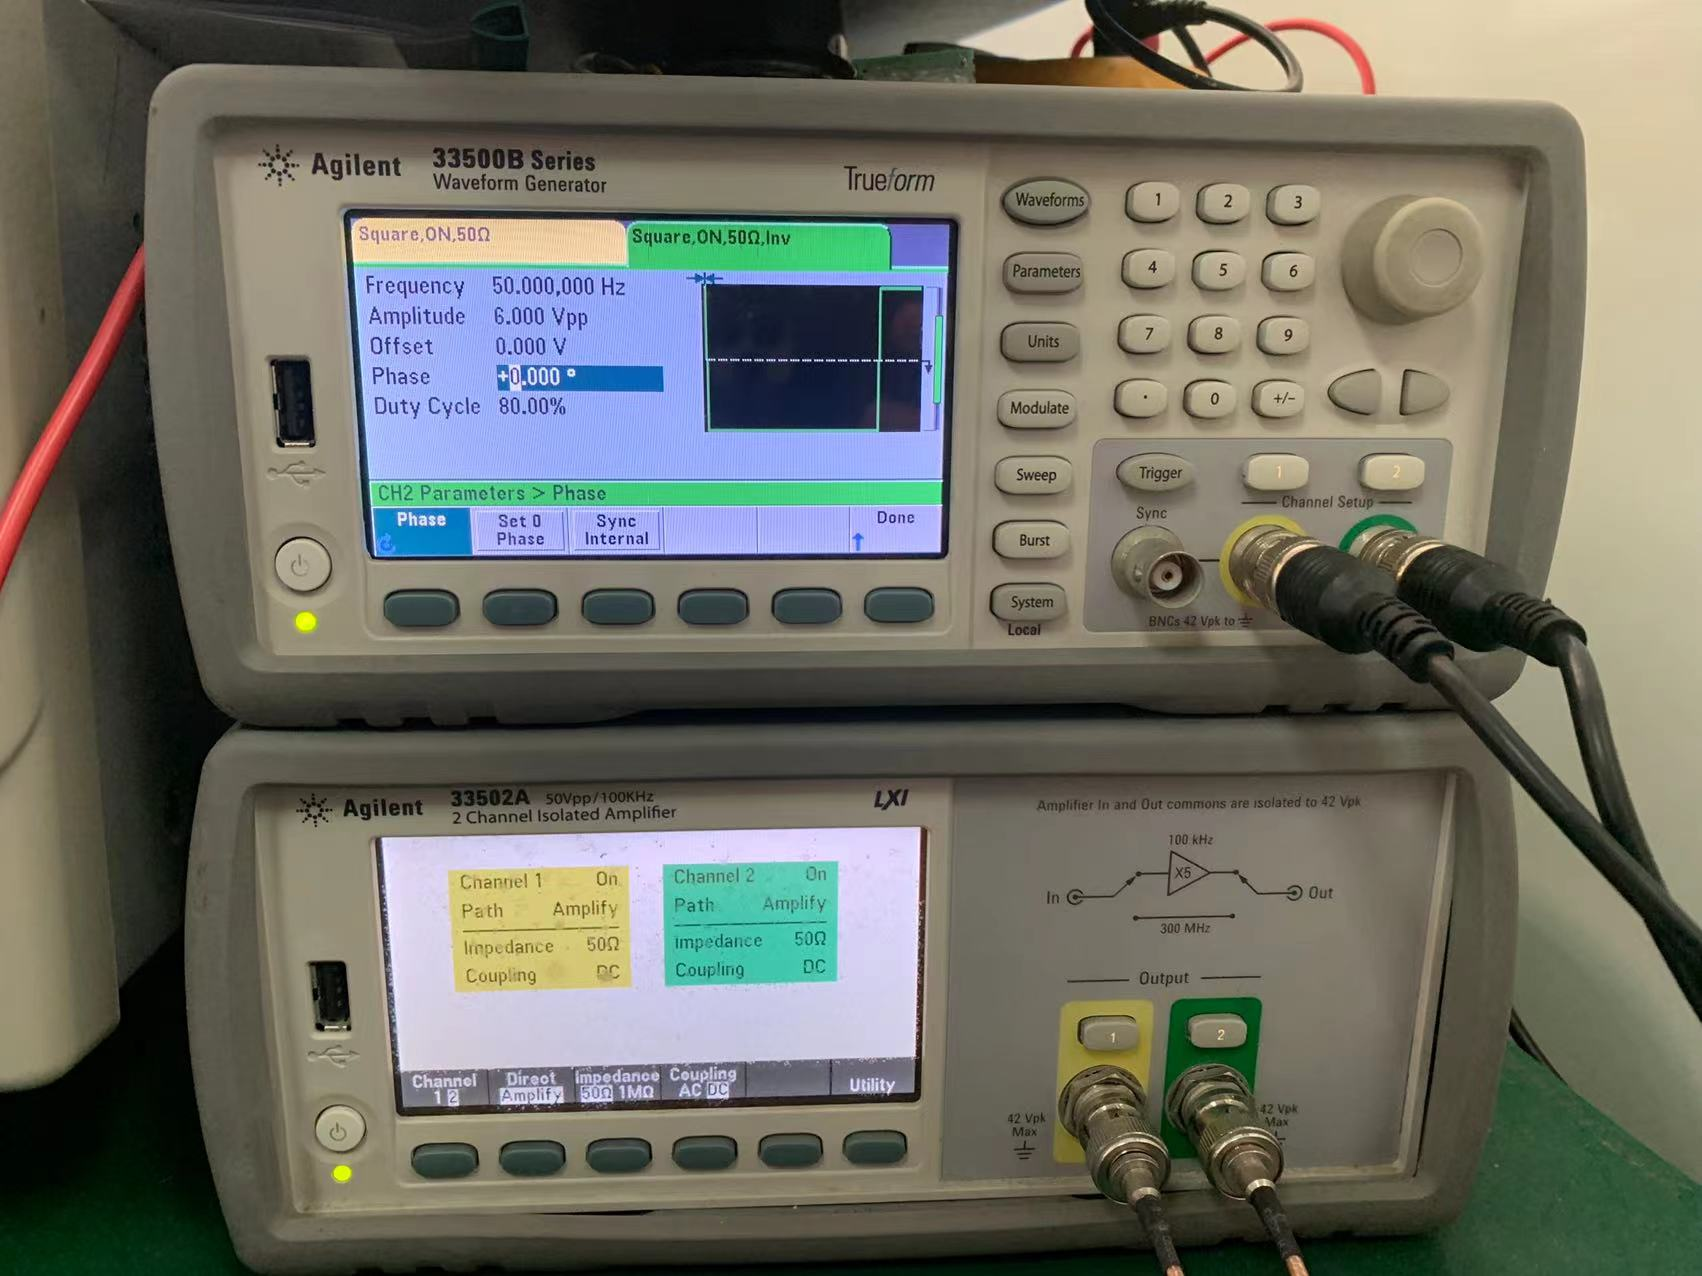 Agilent 33500B Series
Waveform Generator
Trueform
Square,ON,50Ω
Square,ON,50Ω,Inv
Frequency 50.000,000 Hz
Amplitude 6.000 Vpp
Offset 0.000 V
Phase +0.000 °
Duty Cycle 80.00%
CH2 Parameters > Phase
Phase
Set 0
Phase
Sync
Internal
Done
Waveforms
Parameters
Units
Modulate
Sweep
Burst
System
Local
1 2 3
4 5 6
7 8 9
. 0 +/−
Trigger
1
2
Channel Setup
Sync
BNCs 42 Vpk to
Agilent 33502A 50Vpp/100KHz
2 Channel Isolated Amplifier
LXI
Channel 1 On
Path Amplify
Impedance 50Ω
Coupling DC
Channel 2 On
Path Amplify
Impedance 50Ω
Coupling DC
Channel
1 2
Direct
Amplify
Impedance
50Ω 1MΩ
Coupling
AC DC
Utility
Amplifier In and Out commons are isolated to 42 Vpk
100 kHz
X5
In
Out
300 MHz
Output
1
2
42 Vpk
Max
42 Vpk
Max